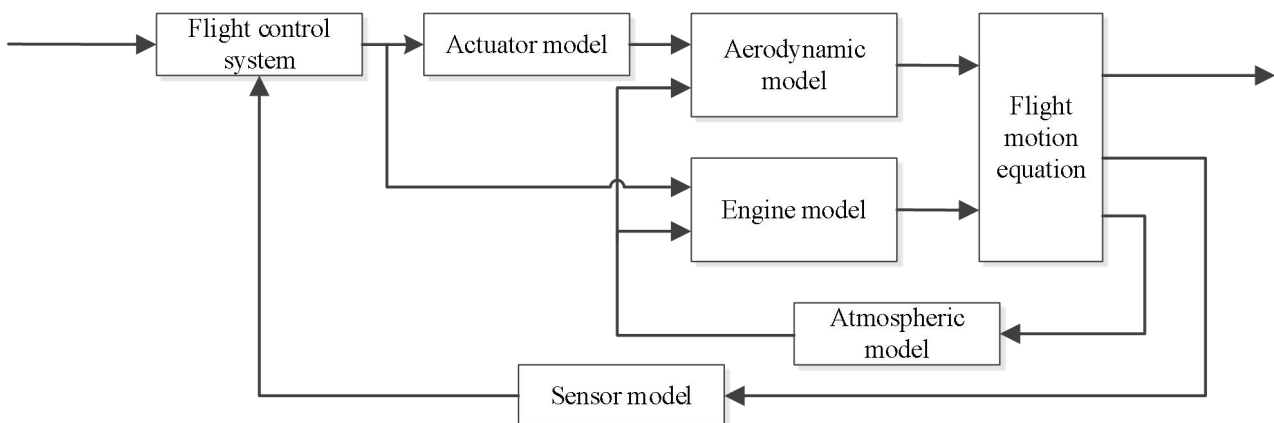 Flight control
system
Actuator model
Aerodynamic
model
Flight
motion
equation
Engine model
Atmospheric
model
Sensor model